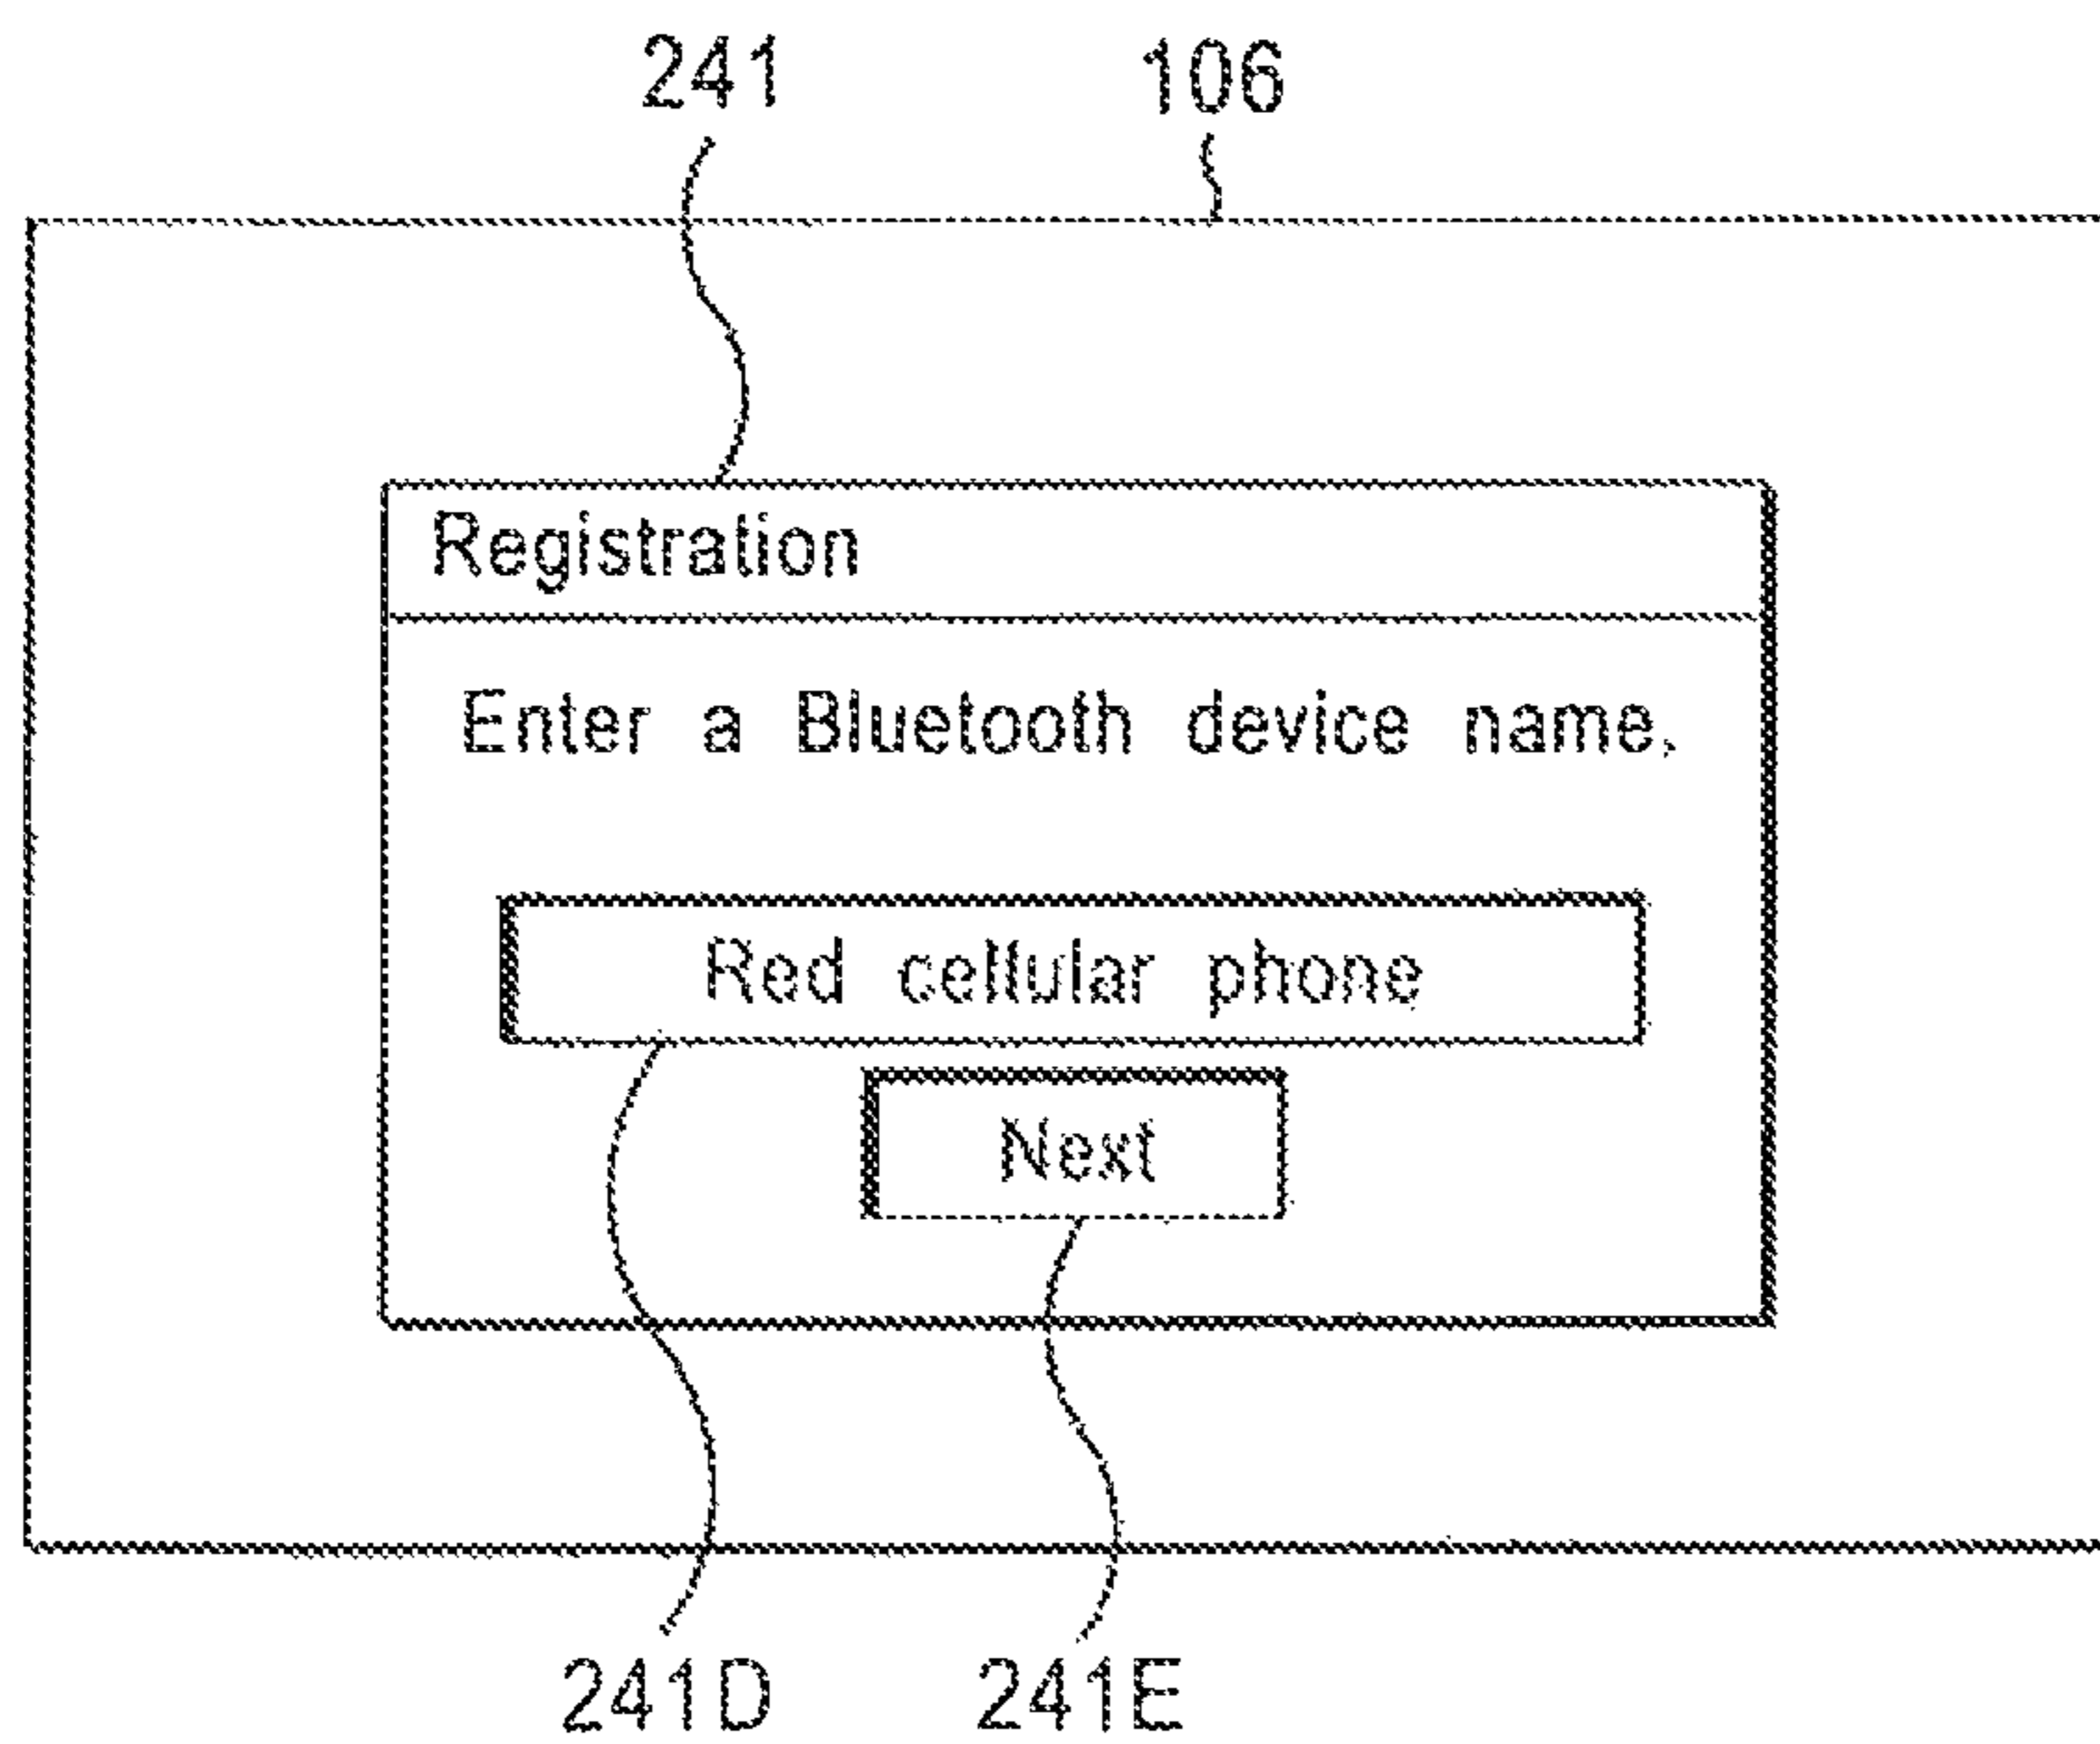 241 106
Registration
Enter a Bluetooth device name.
Red cellular phone
Next
241D 241E